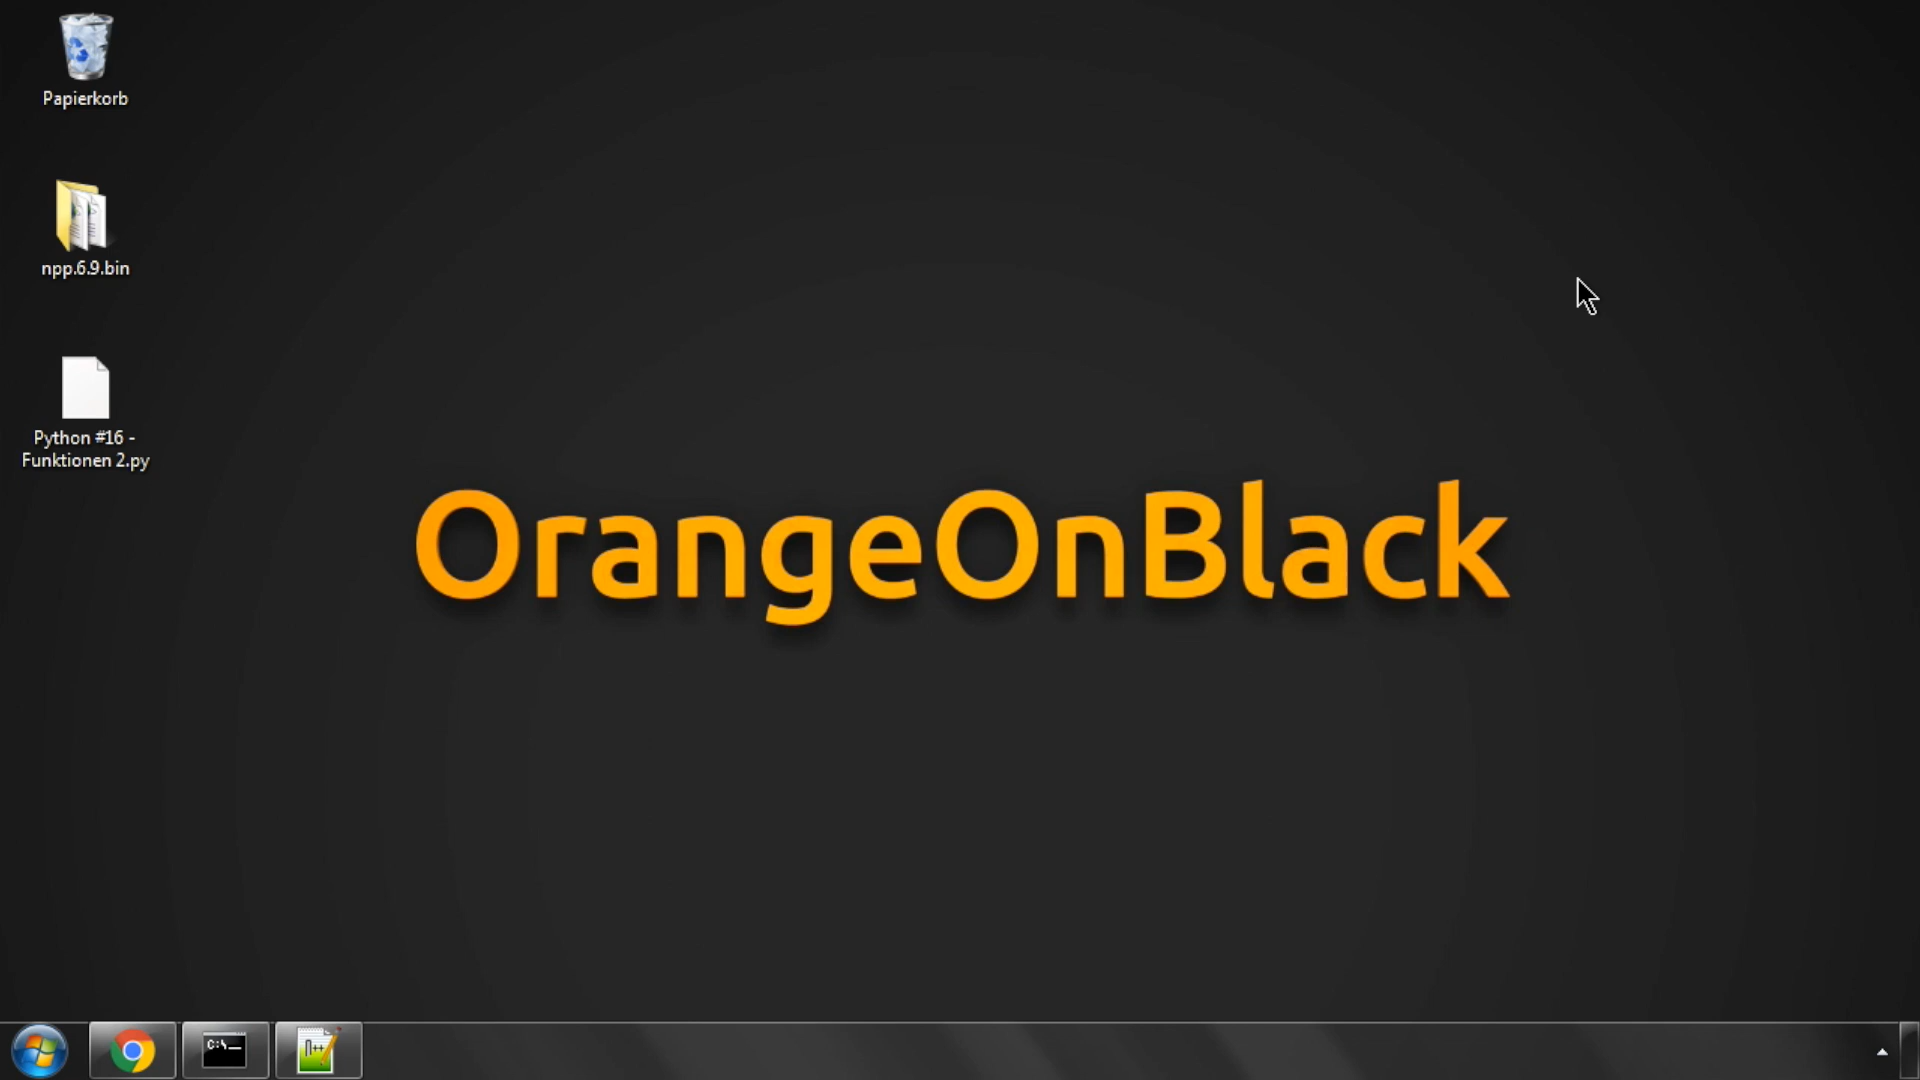 Papierkorb
npp.6.9.bin
Python #16 -
Funktionen 2.py
OrangeOnBlack
C:\_
n++